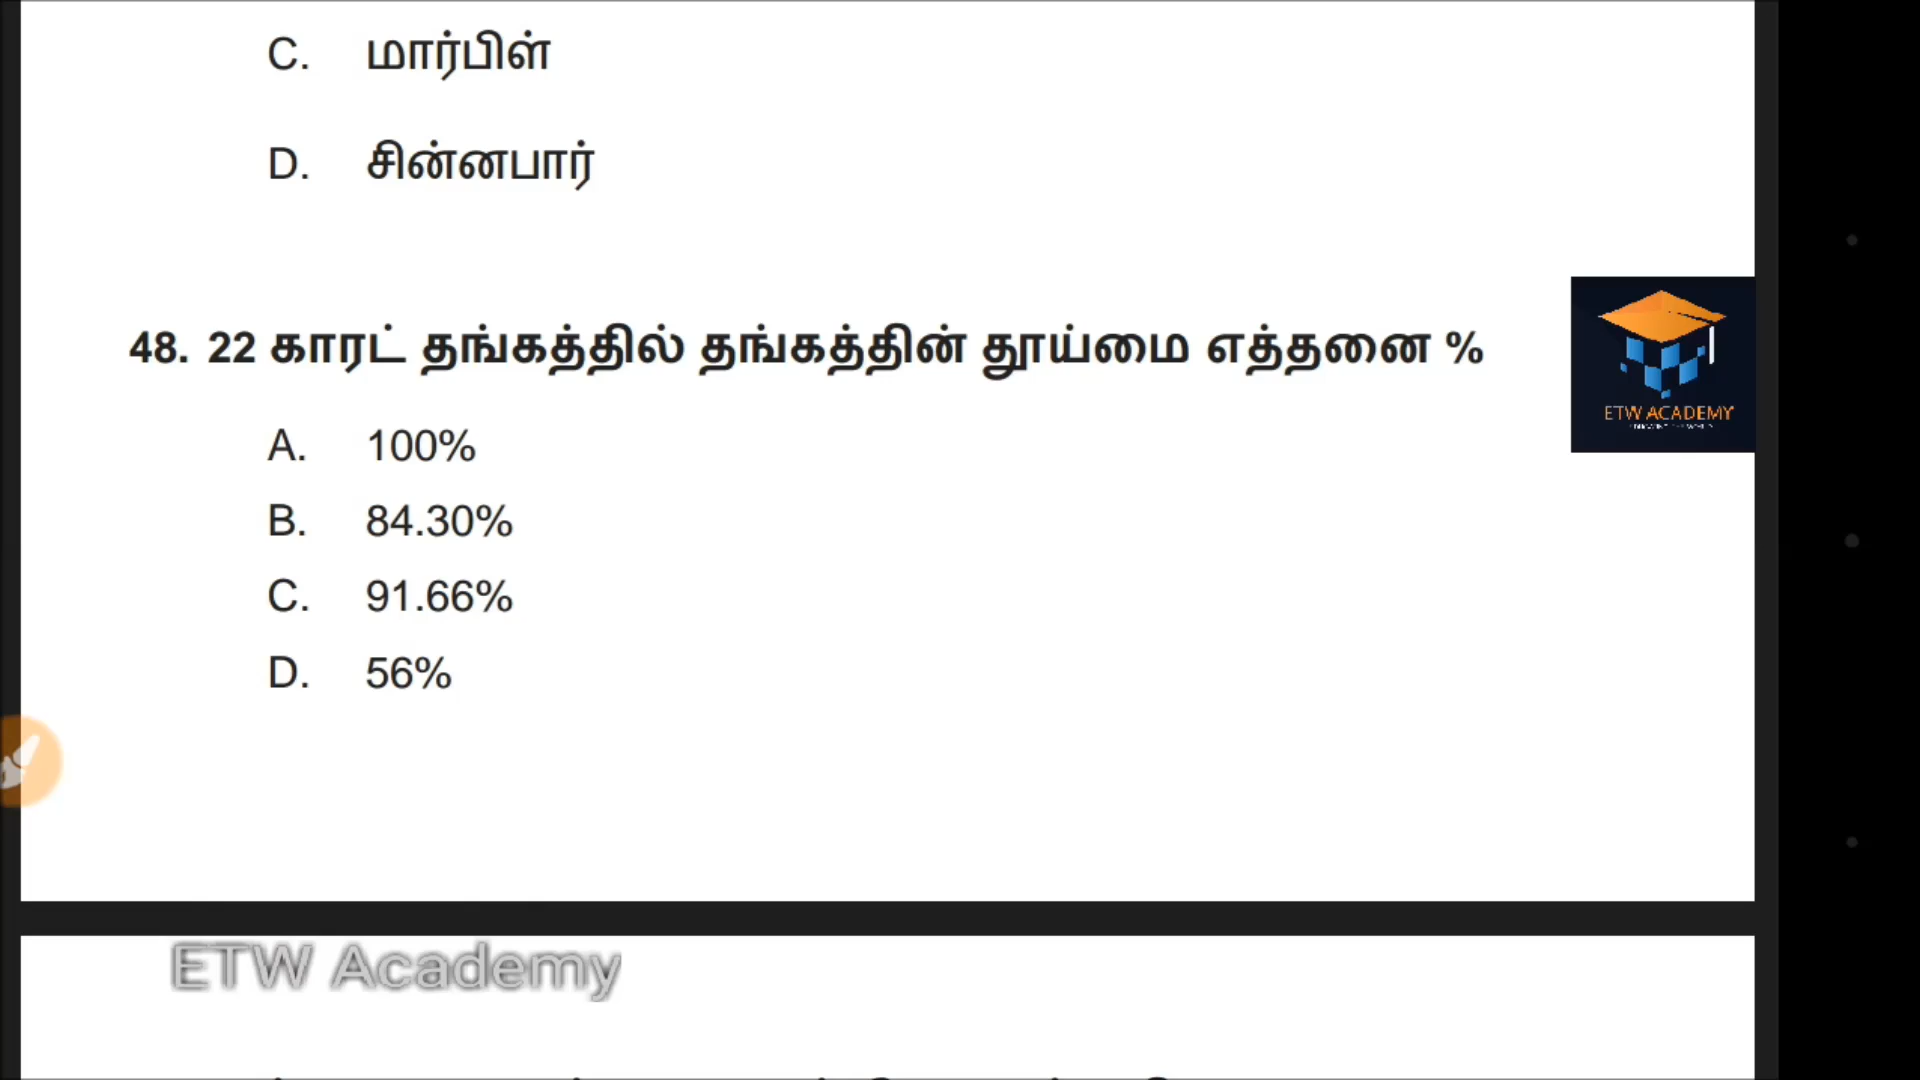 C. மார்பிள்
D. சின்னபார்
48. 22 காரட் தங்கத்தில் தங்கத்தின் தூய்மை எத்தனை %
A. 100%
B. 84.30%
C. 91.66%
D. 56%
ETW ACADEMY
ETW Academy